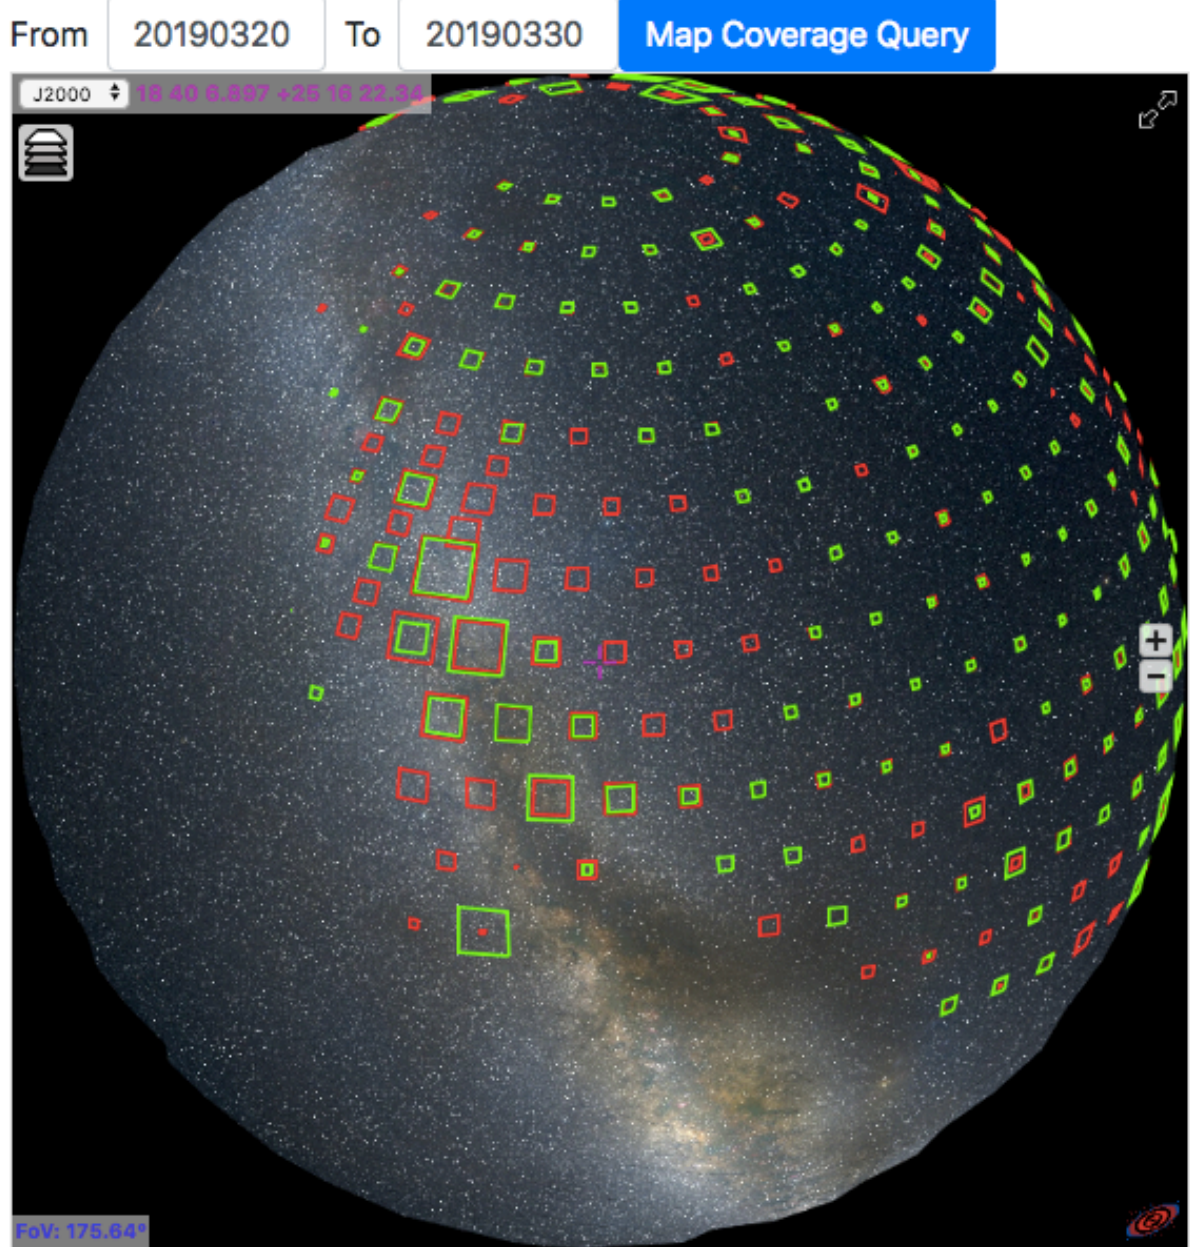 From 20190320 To 20190330 Map Coverage Query
J2000 18 40 6.897 +25 16 22.34
+
−
FoV: 175.64°